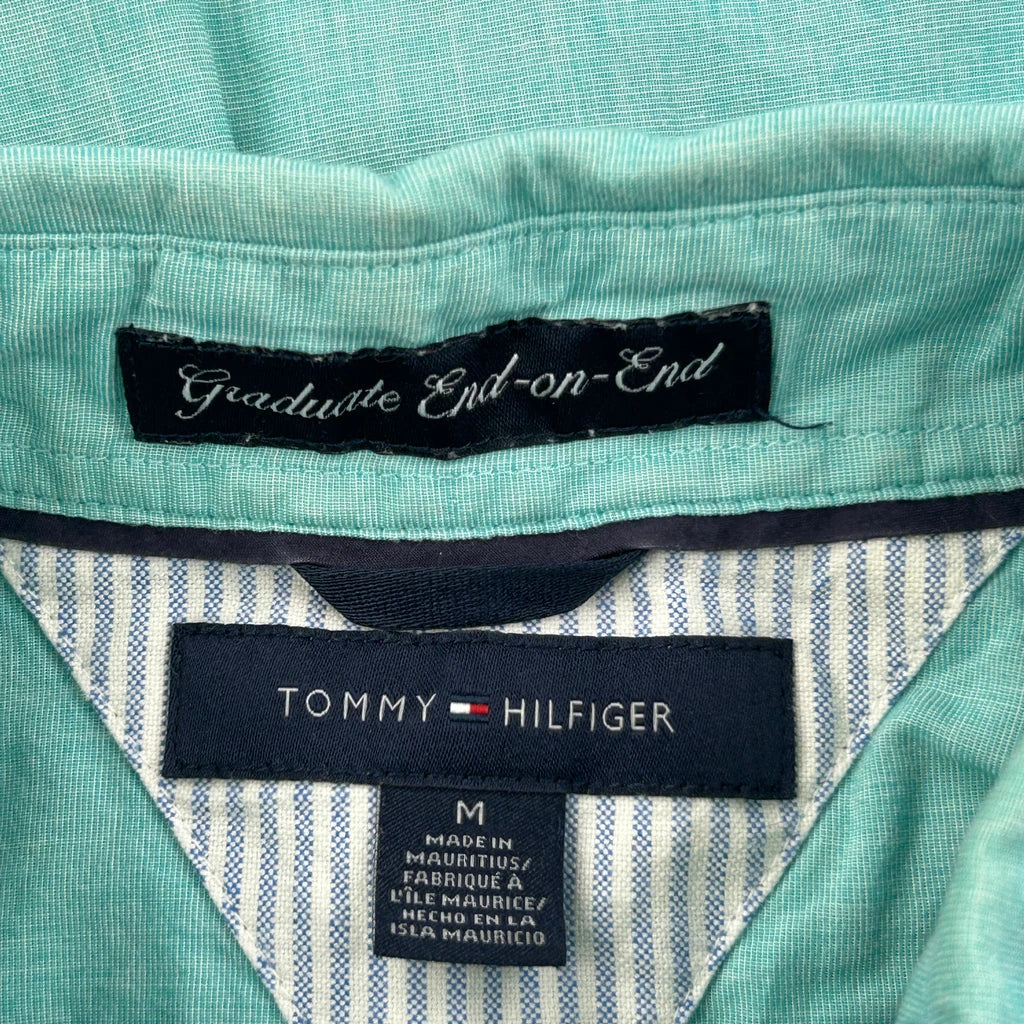 Graduate End-on-End
TOMMY HILFIGER
M
MADE IN
MAURITIUS/
FABRIQUÉ À
L'ÎLE MAURICE/
HECHO EN LA
ISLA MAURICIO